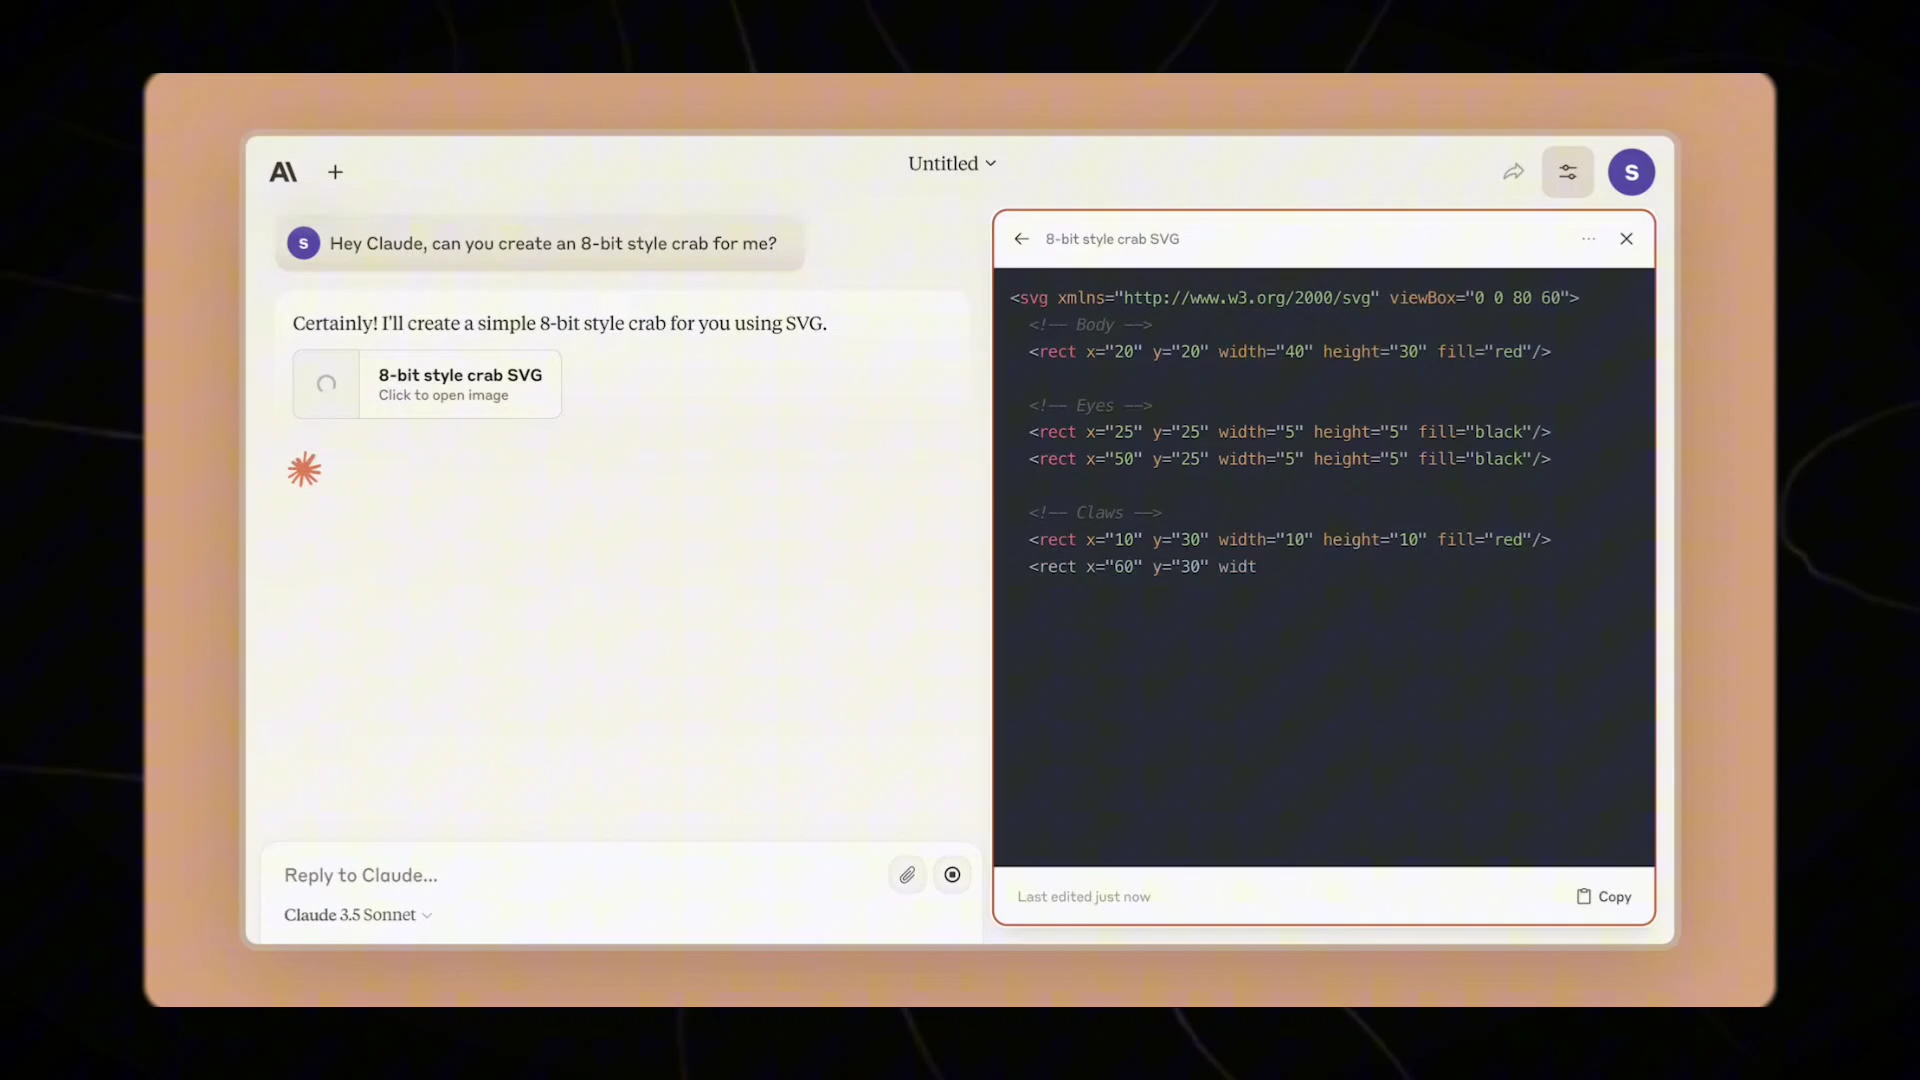 A\
+
Untitled
S
S
Hey Claude, can you create an 8-bit style crab for me?
Certainly! I'll create a simple 8-bit style crab for you using SVG.
8-bit style crab SVG
Click to open image
Reply to Claude...
Claude 3.5 Sonnet
8-bit style crab SVG
<svg xmlns="http://www.w3.org/2000/svg" viewBox="0 0 80 60">
<!-- Body -->
<rect x="20" y="20" width="40" height="30" fill="red"/>
<!-- Eyes -->
<rect x="25" y="25" width="5" height="5" fill="black"/>
<rect x="50" y="25" width="5" height="5" fill="black"/>
<!-- Claws -->
<rect x="10" y="30" width="10" height="10" fill="red"/>
<rect x="60" y="30" widt
Last edited just now
Copy